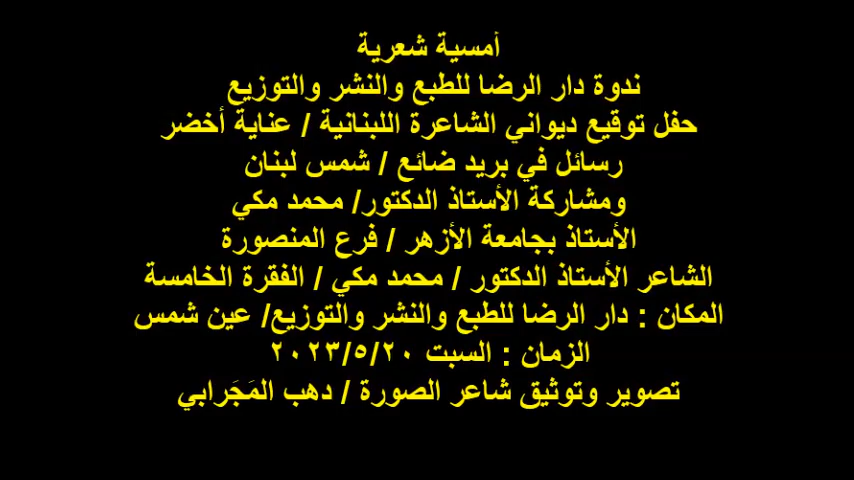 أمسية شعرية
ندوة دار الرضا للطبع والنشر والتوزيع
حفل توقيع ديواني الشاعرة اللبنانية / عناية أخضر
رسائل في بريد ضائع / شمس لبنان
ومشاركة الأستاذ الدكتور/ محمد مكي
الأستاذ بجامعة الأزهر / فرع المنصورة
الشاعر الأستاذ الدكتور / محمد مكي / الفقرة الخامسة
المكان : دار الرضا للطبع والنشر والتوزيع/ عين شمس
الزمان : السبت ٢٠٢٣/٥/٢٠
تصوير وتوثيق شاعر الصورة / دهب المَجَرابي